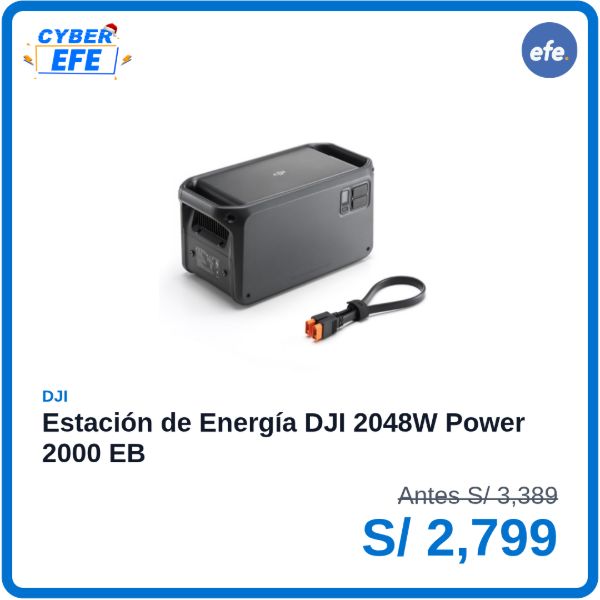 CYBER
EFE
efe.
DJI
Estación de Energía DJI 2048W Power
2000 EB
Antes S/ 3,389
S/ 2,799